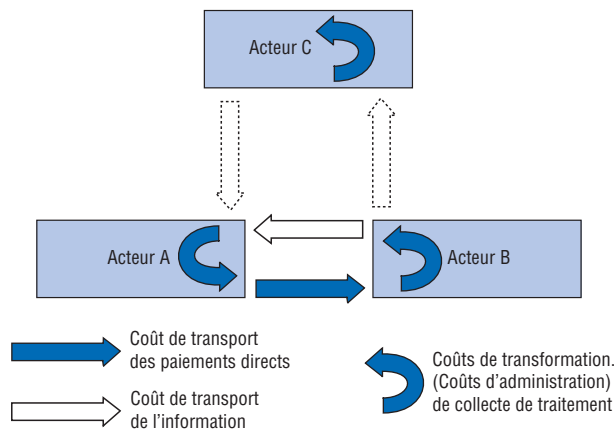 Acteur C
Acteur A
Acteur B
Coût de transport
des paiements directs
Coût de transport
de l'information
Coûts de transformation.
(Coûts d'administration)
de collecte de traitement